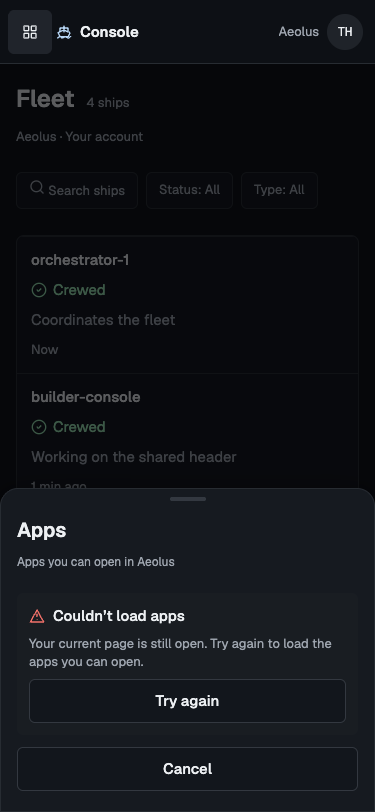 Console
Aeolus
TH
Fleet
4 ships
Aeolus · Your account
Search ships
Status: All
Type: All
orchestrator-1
Crewed
Coordinates the fleet
Now
builder-console
Crewed
Working on the shared header
1 min ago
Apps
Apps you can open in Aeolus
Couldn’t load apps
Your current page is still open. Try again to load the
apps you can open.
Try again
Cancel